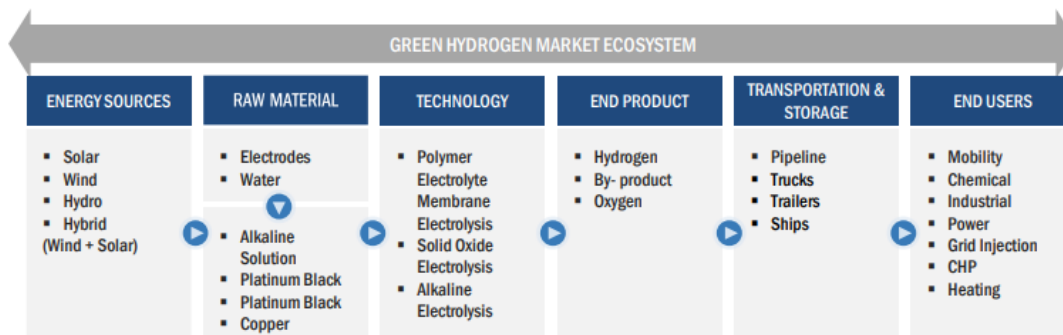 GREEN HYDROGEN MARKET ECOSYSTEM
ENERGY SOURCES
▪ Solar
▪ Wind
▪ Hydro
▪ Hybrid
(Wind + Solar)
RAW MATERIAL
▪ Electrodes
▪ Water
▪ Alkaline
Solution
▪ Platinum Black
▪ Platinum Black
▪ Copper
TECHNOLOGY
▪ Polymer
Electrolyte
Membrane
Electrolysis
▪ Solid Oxide
Electrolysis
▪ Alkaline
Electrolysis
END PRODUCT
▪ Hydrogen
▪ By- product
▪ Oxygen
TRANSPORTATION &
STORAGE
▪ Pipeline
▪ Trucks
▪ Trailers
▪ Ships
END USERS
▪ Mobility
▪ Chemical
▪ Industrial
▪ Power
▪ Grid Injection
▪ CHP
▪ Heating